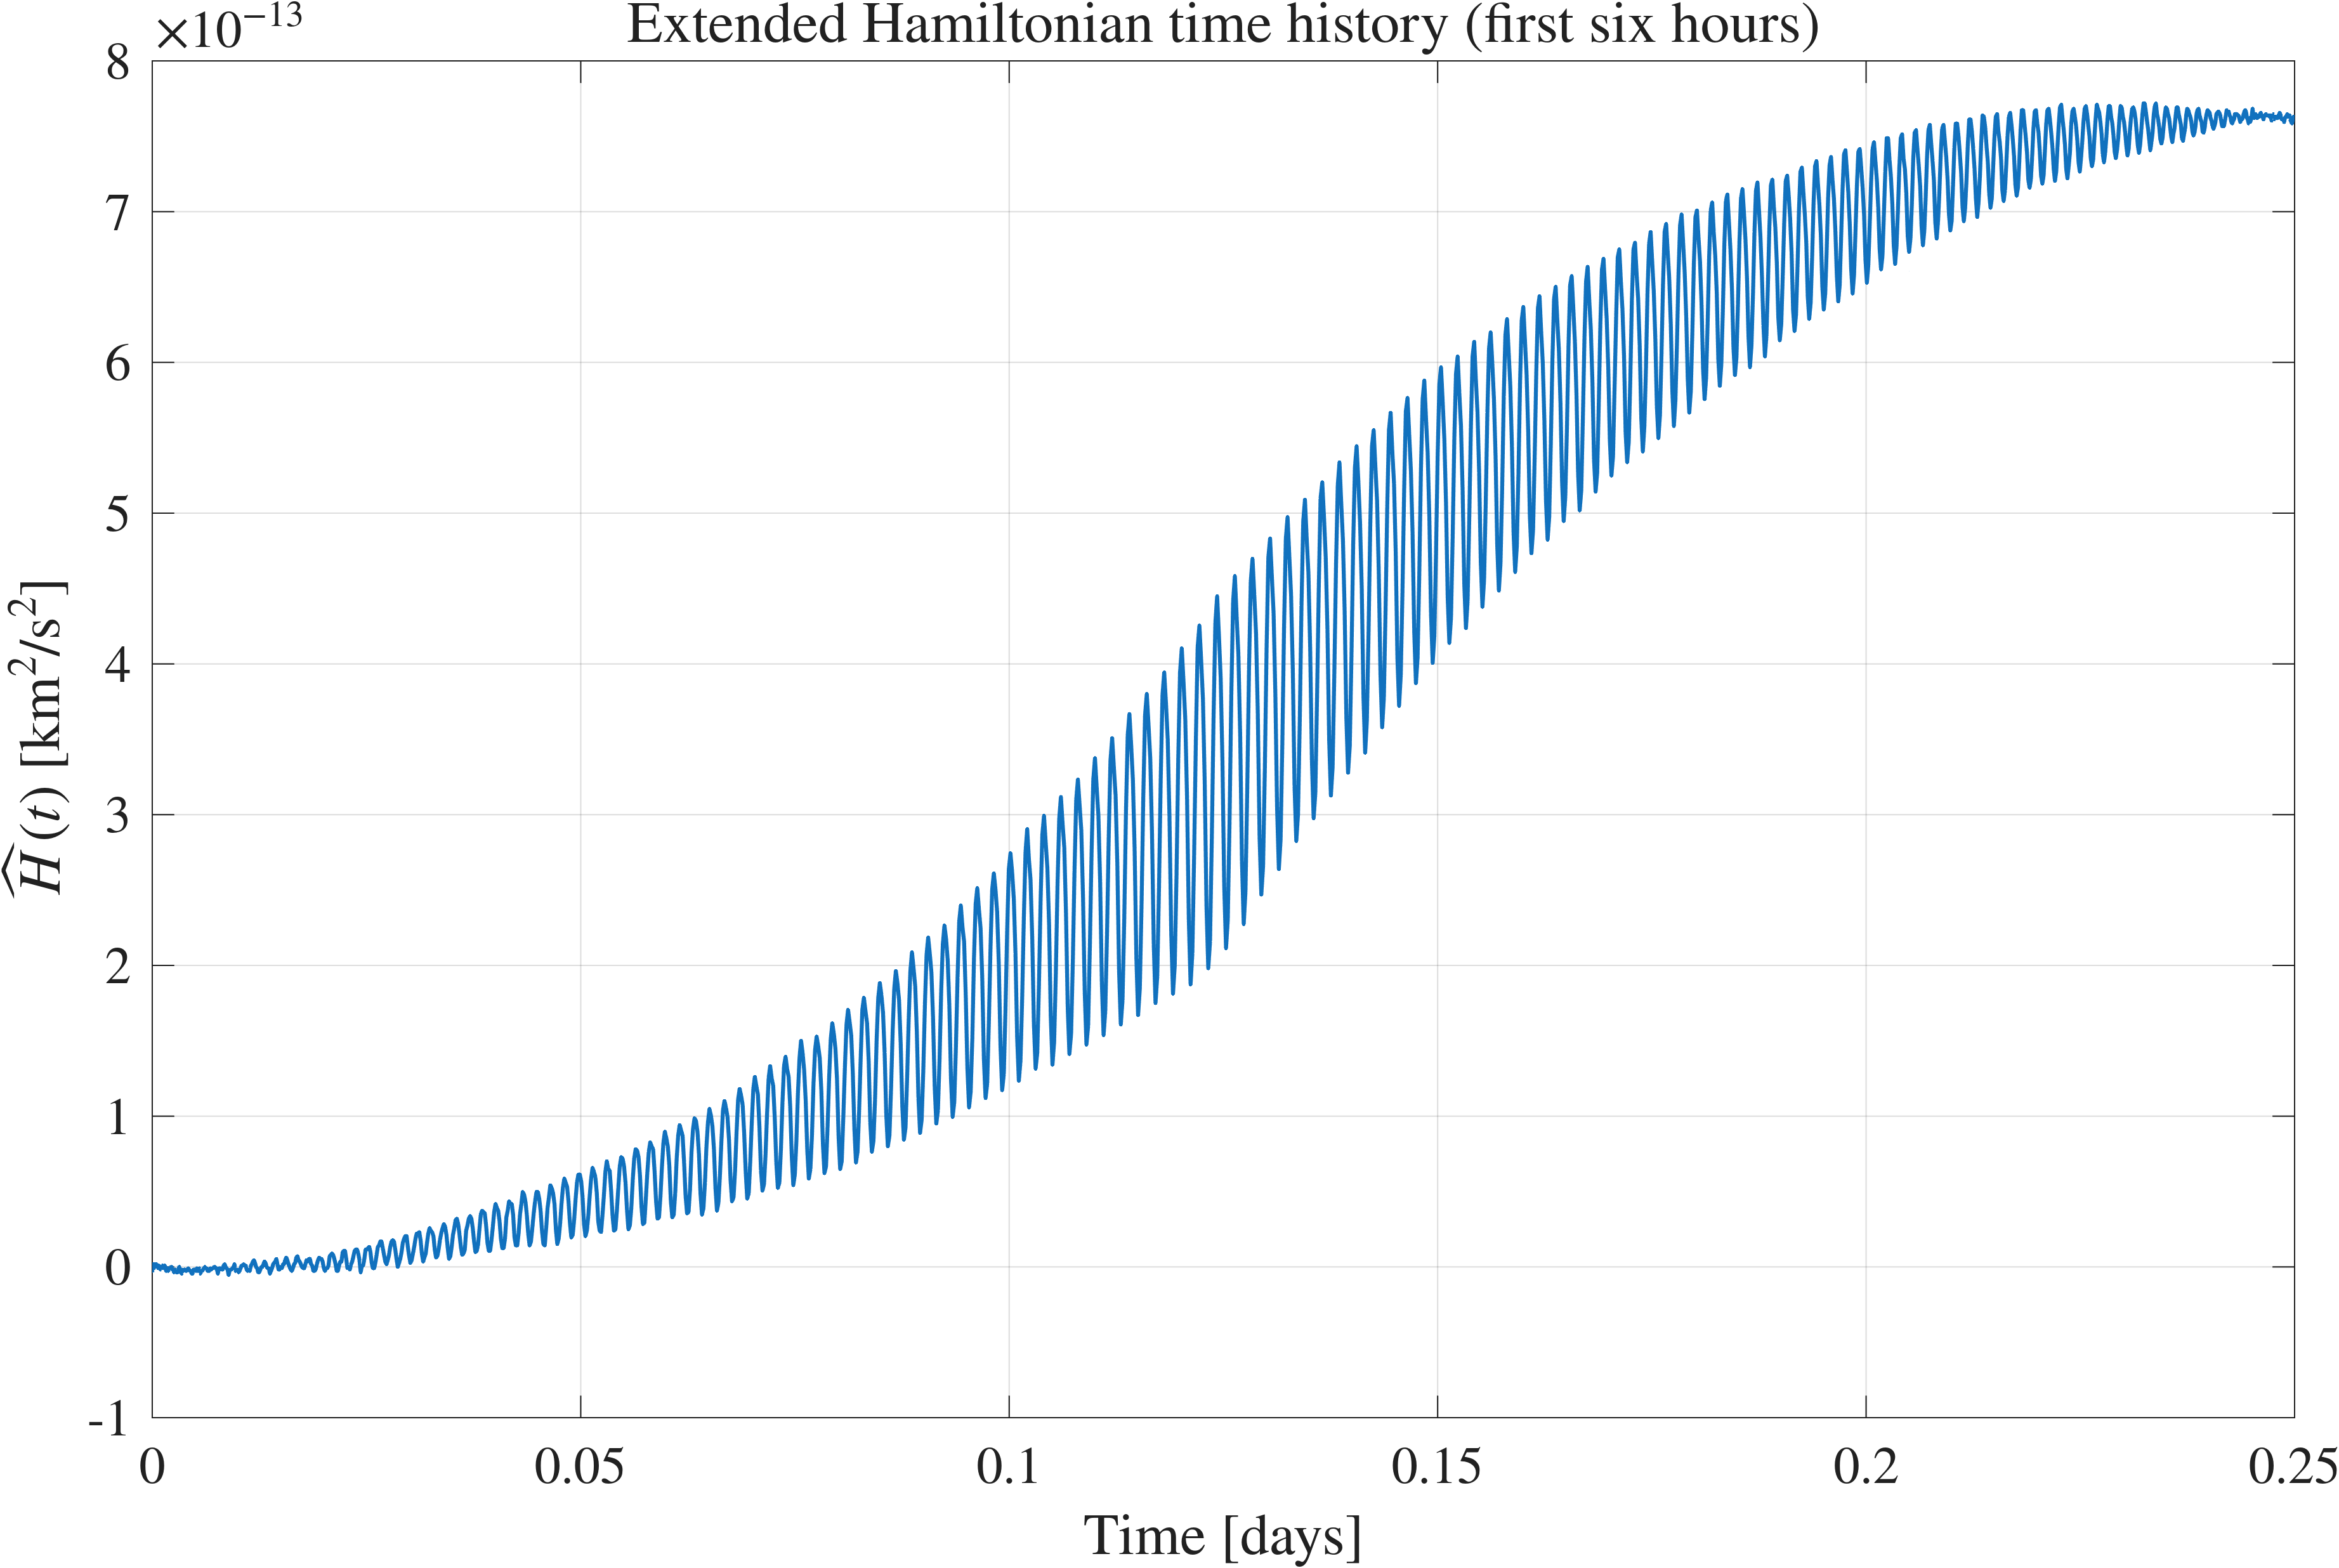 Extended Hamiltonian time history (first six hours)
×10⁻¹³
8
7
6
5
4
3
2
1
0
-1
Ĥ(t) [km²/s²]
0 0.05 0.1 0.15 0.2 0.25
Time [days]